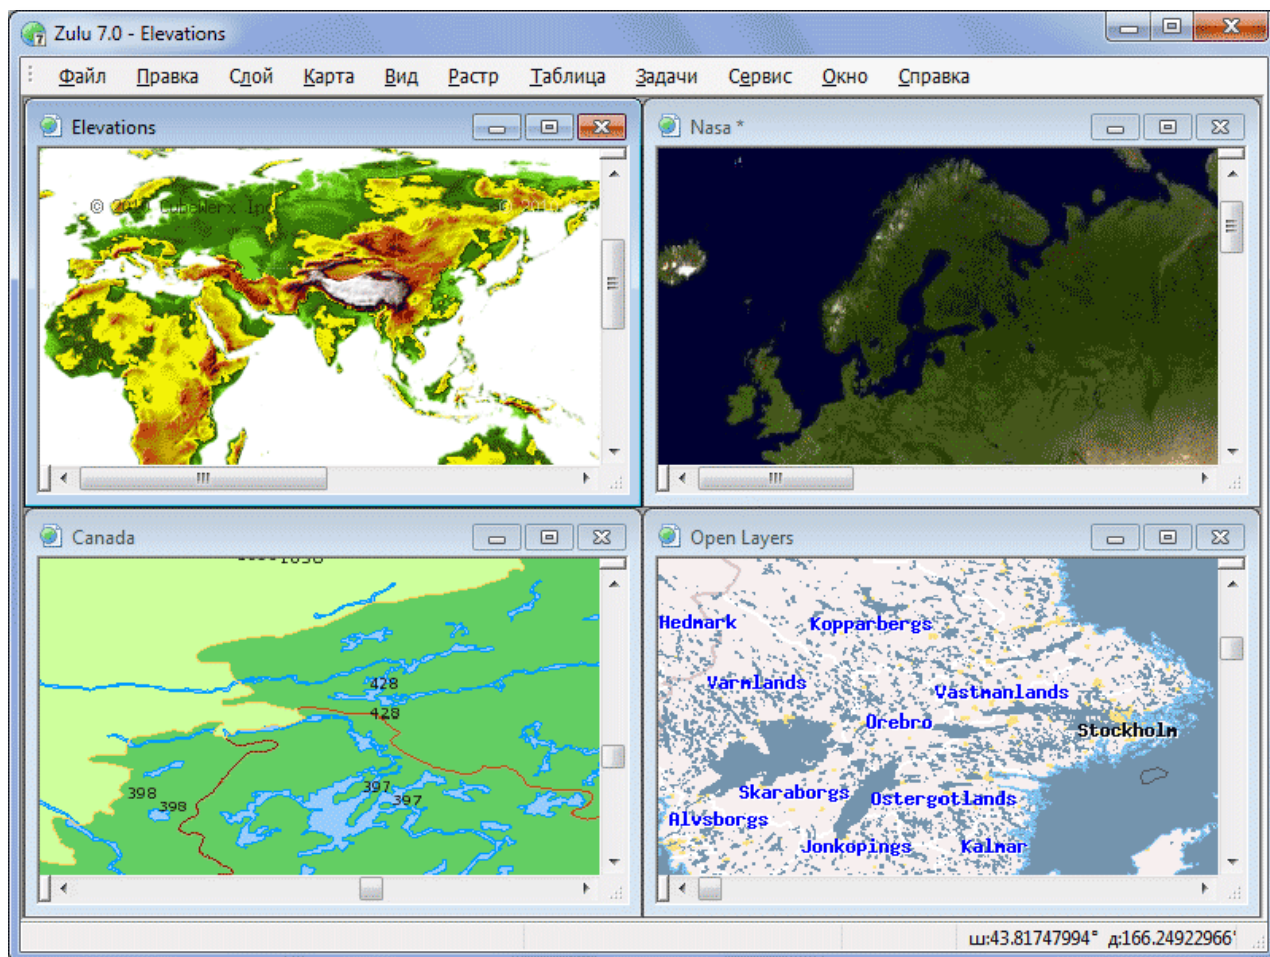 Zulu 7.0 - Elevations
Файл Правка Слой Карта Вид Растр Таблица Задачи Сервис Окно Справка
Elevations
Nasa *
Canada
428
428
398
398
397
397
Open Layers
Hedmark
Kopparbergs
Varmlands
Vastmanlands
Orebro
Stockholm
Skaraborgs
Ostergotlands
Alvsborgs
Jonkopings
Kalmar
ш:43.81747994° д:166.24922966°